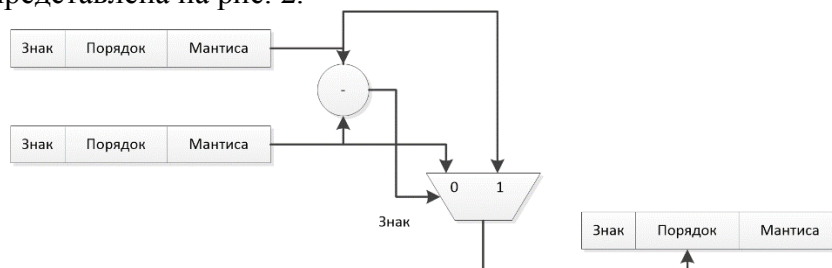 представлена на рис. 2.
Знак Порядок Мантиса
-
Знак Порядок Мантиса
0 1
Знак
Знак Порядок Мантиса